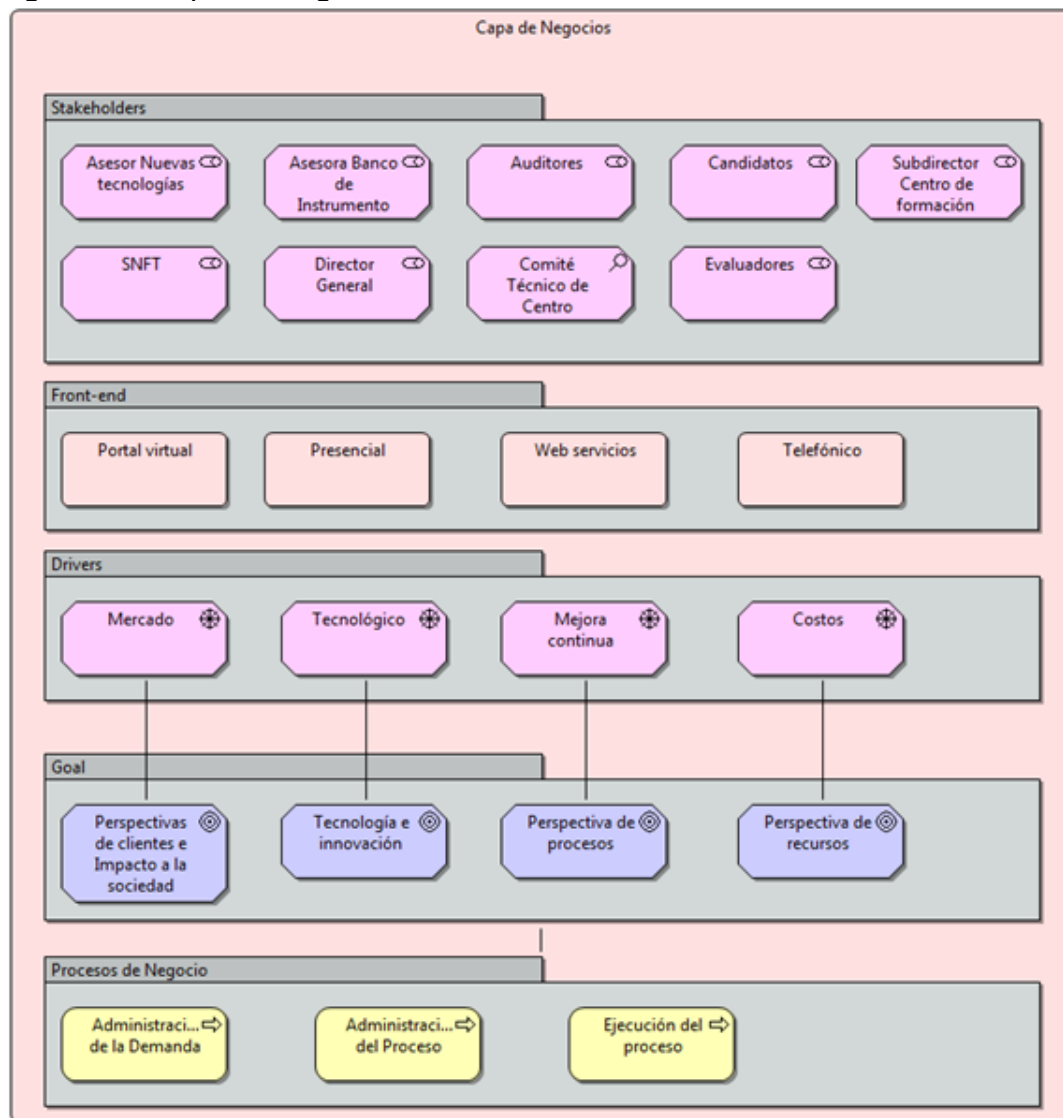 Capa de Negocios
Stakeholders
Asesor Nuevas
tecnologías
Asesora Banco
de
Instrumento
Auditores
Candidatos
Subdirector
Centro de
formación
SNFT
Director
General
Comité
Técnico de
Centro
Evaluadores
Front-end
Portal virtual
Presencial
Web servicios
Telefónico
Drivers
Mercado
Tecnológico
Mejora
continua
Costos
Goal
Perspectivas
de clientes e
Impacto a la
sociedad
Tecnología e
innovación
Perspectiva de
procesos
Perspectiva de
recursos
Procesos de Negocio
Administraci...
de la Demanda
Administraci...
del Proceso
Ejecución del
proceso